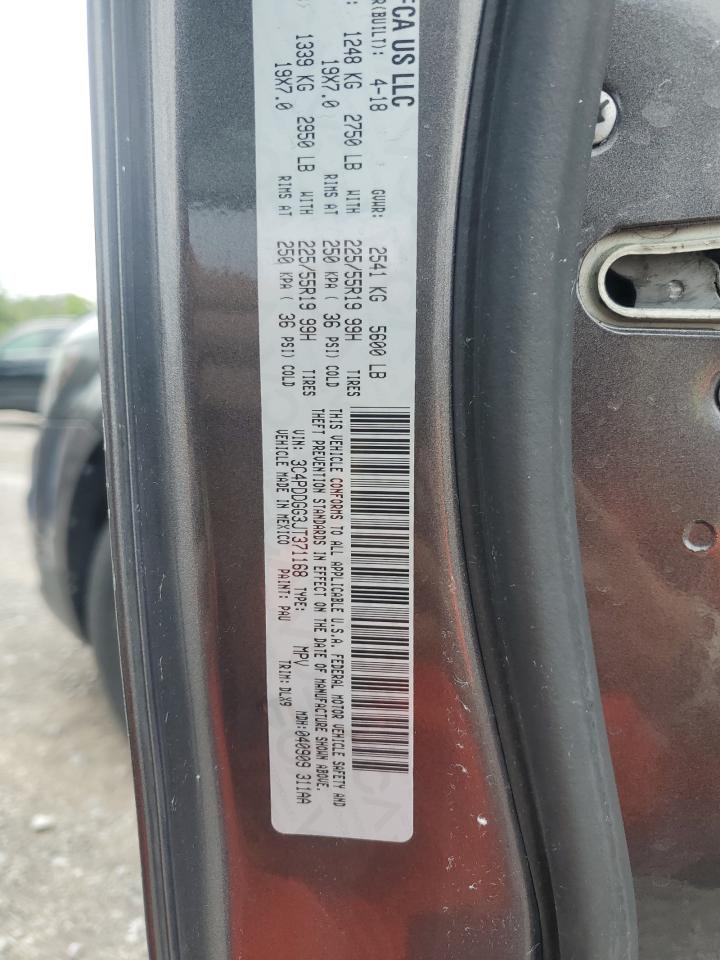 FCA US LLC
R(BUILT): 4-18
GVWR: 2541 KG 5600 LB
1248 KG 2750 LB WITH 225/55R19 99H TIRES
19X7.0 RIMS AT 250 KPA ( 36 PSI) COLD
1339 KG 2950 LB WITH 225/55R19 99H TIRES
19X7.0 RIMS AT 250 KPA ( 36 PSI) COLD
THIS VEHICLE CONFORMS TO ALL APPLICABLE U.S.A. FEDERAL MOTOR VEHICLE SAFETY AND
THEFT PREVENTION STANDARDS IN EFFECT ON THE DATE OF MANUFACTURE SHOWN ABOVE.
VIN: 3C4PDDGG3JT371168 TYPE: MPV MDH:040909 311AA
VEHICLE MADE IN MEXICO PAINT: PAU TRIM: DLX9